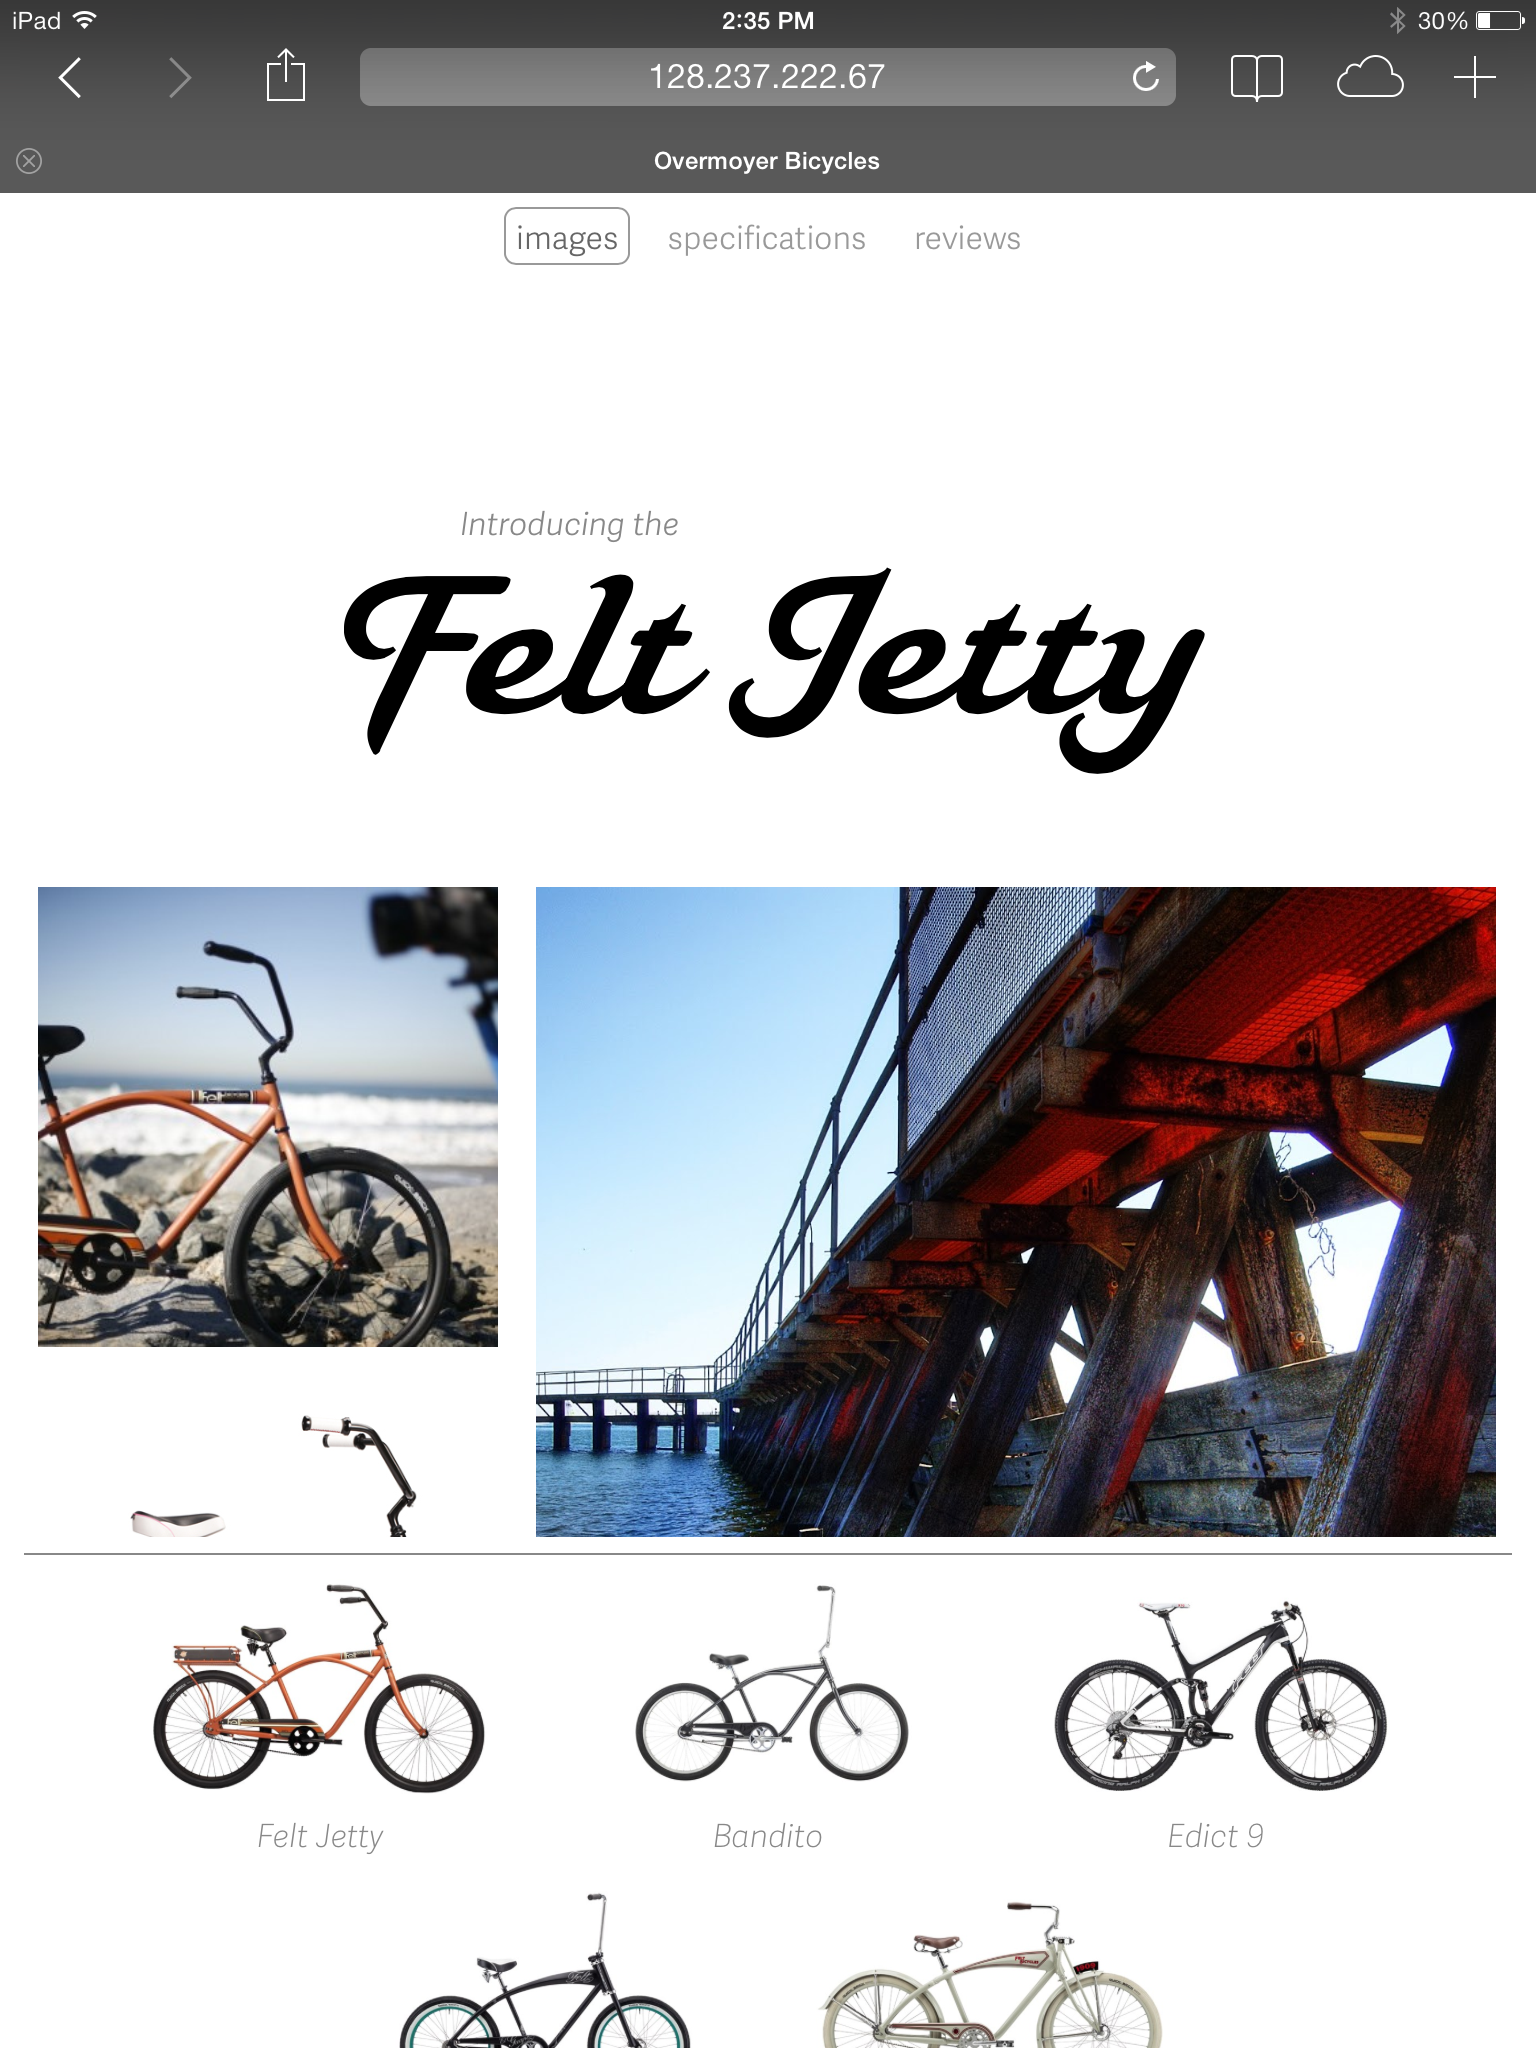 iPad 2:35 PM 30%
128.237.222.67
Overmoyer Bicycles
images specifications reviews
Introducing the
Felt Jetty
felt
Felt Jetty Bandito Edict 9